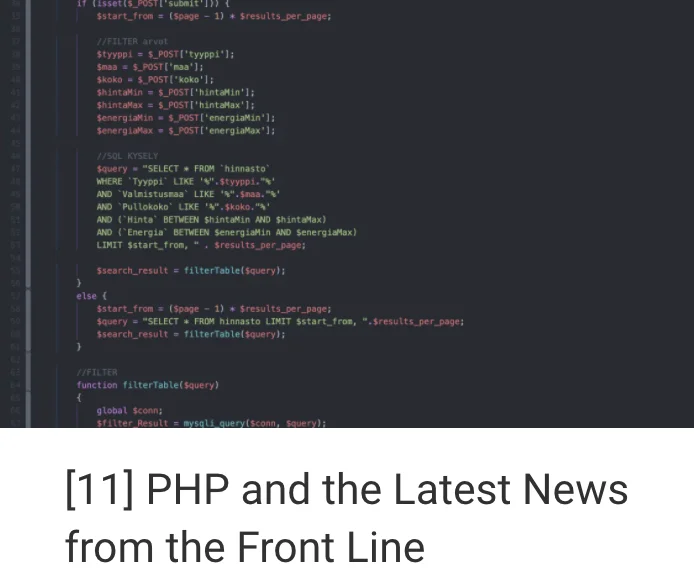 if (isset($_POST['submit'])) {
$start_from = ($page - 1) * $results_per_page;
//FILTER arvot
$tyyppi = $_POST['tyyppi'];
$maa = $_POST['maa'];
$koko = $_POST['koko'];
$hintaMin = $_POST['hintaMin'];
$hintaMax = $_POST['hintaMax'];
$energiaMin = $_POST['energiaMin'];
$energiaMax = $_POST['energiaMax'];
//SQL KYSELY
$query = "SELECT * FROM `hinnasto`
WHERE `Tyyppi` LIKE '%".$tyyppi."%'
AND `Valmistusmaa` LIKE '%".$maa."%'
AND `Pullokoko` LIKE '%".$koko."%'
AND (`Hinta` BETWEEN $hintaMin AND $hintaMax)
AND (`Energia` BETWEEN $energiaMin AND $energiaMax)
LIMIT $start_from, " . $results_per_page;
$search_result = filterTable($query);
}
else {
$start_from = ($page - 1) * $results_per_page;
$query = "SELECT * FROM hinnasto LIMIT $start_from, ".$results_per_page;
$search_result = filterTable($query);
}
//FILTER
function filterTable($query)
{
global $conn;
$filter_Result = mysqli_query($conn, $query);
[11] PHP and the Latest News
from the Front Line